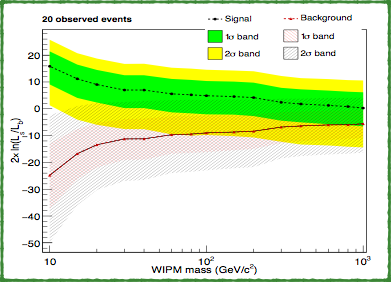 20 observed events
Signal
Background
1σ band
1σ band
2σ band
2σ band
2x ln(Ls/Lb)
20
10
0
−10
−20
−30
−40
−50
10
10²
10³
WIPM mass (GeV/c²)